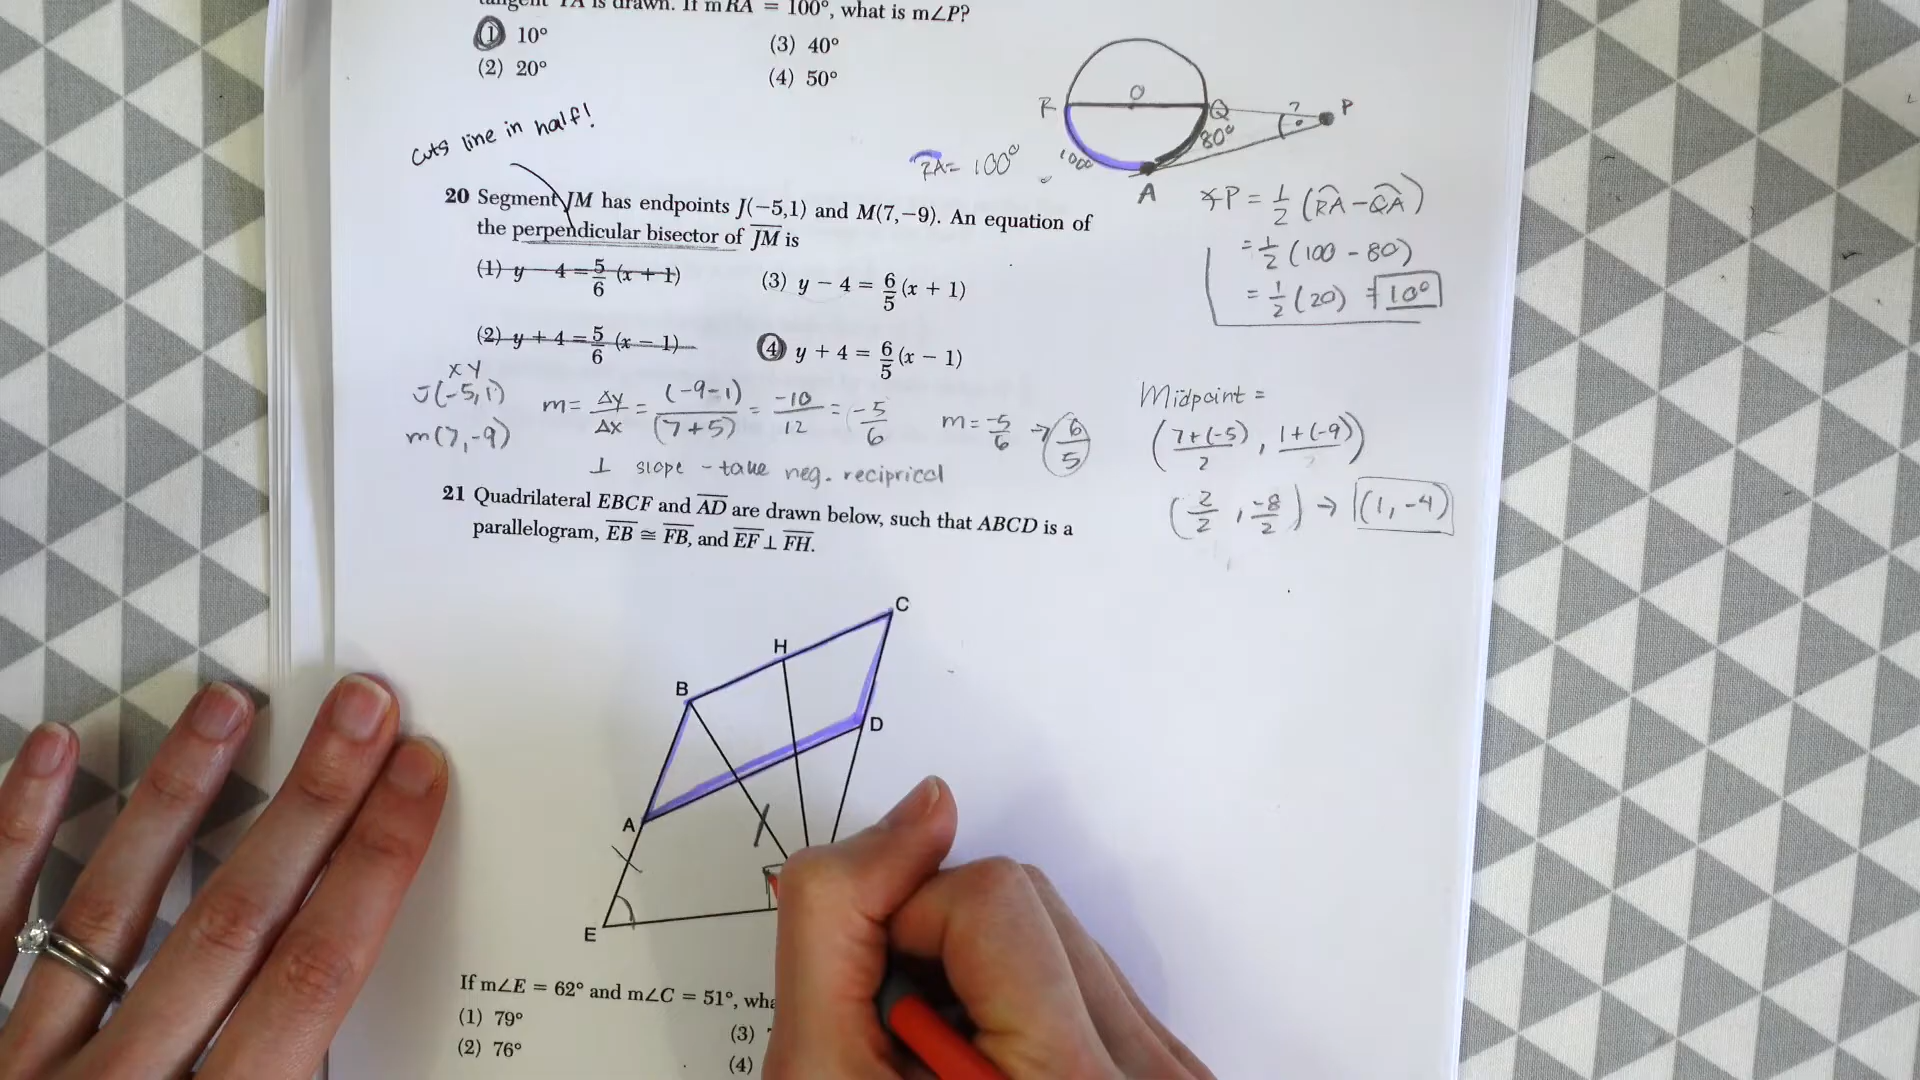 tangent PA is drawn. If mRA = 100°, what is m∠P?
(1) 10°
(3) 40°
(2) 20°
(4) 50°
Cuts line in half!
R O Q ? P
80°
100°
A
RA = 100°
∡P = 1/2 (RA - QA)
= 1/2 (100 - 80)
= 1/2 (20) = 10°
20 Segment JM has endpoints J(−5,1) and M(7,−9). An equation of
the perpendicular bisector of JM is
(1) y − 4 = 5/6 (x + 1)
(3) y − 4 = 6/5 (x + 1)
(2) y + 4 = 5/6 (x − 1)
(4) y + 4 = 6/5 (x − 1)
X Y
J(-5,1)
m(7,-9)
m = Δy/Δx = (-9-1)/(7+5) = -10/12 = -5/6
m = -5/6 → 6/5
⊥ slope - take neg. reciprical
Midpoint =
(7+(-5)/2, 1+(-9)/2)
(2/2, -8/2) → (1, -4)
21 Quadrilateral EBCF and AD are drawn below, such that ABCD is a
parallelogram, EB ≅ FB, and EF ⊥ FH.
C
H
B
D
A
E
If m∠E = 62° and m∠C = 51°,
(1) 79°
(3)
(2) 76°
(4)